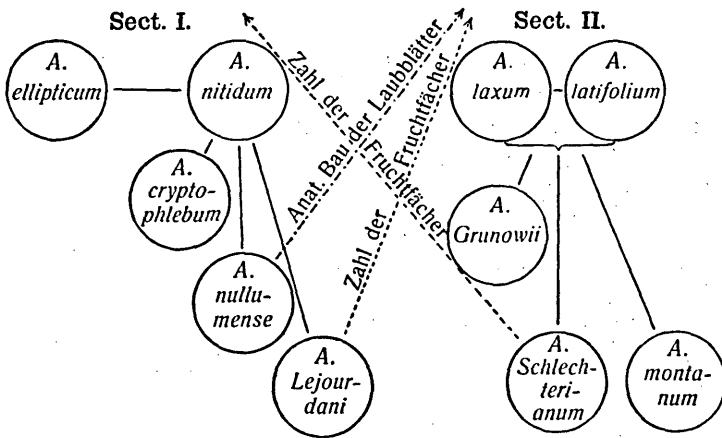 Sect. I.
Sect. II.
A.
ellipticum
A.
nitidum
A.
crypto-
phlebum
A.
nullu-
mense
A.
Lejour-
dani
Zahl der Fruchtfächer
Anat. Bau der Laubblätter
Zahl der Fruchtfächer
A.
laxum
A.
latifolium
A.
Grunowii
A.
Schlech-
teri-
anum
A.
monta-
num